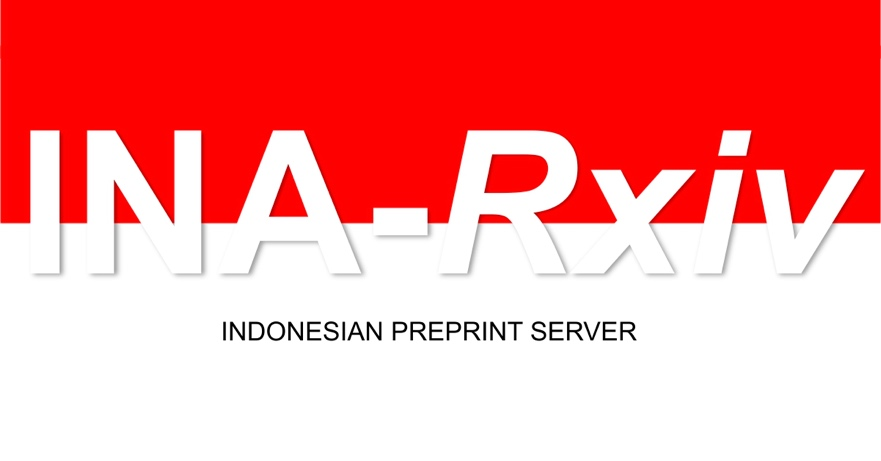 INA-Rxiv
INDONESIAN PREPRINT SERVER